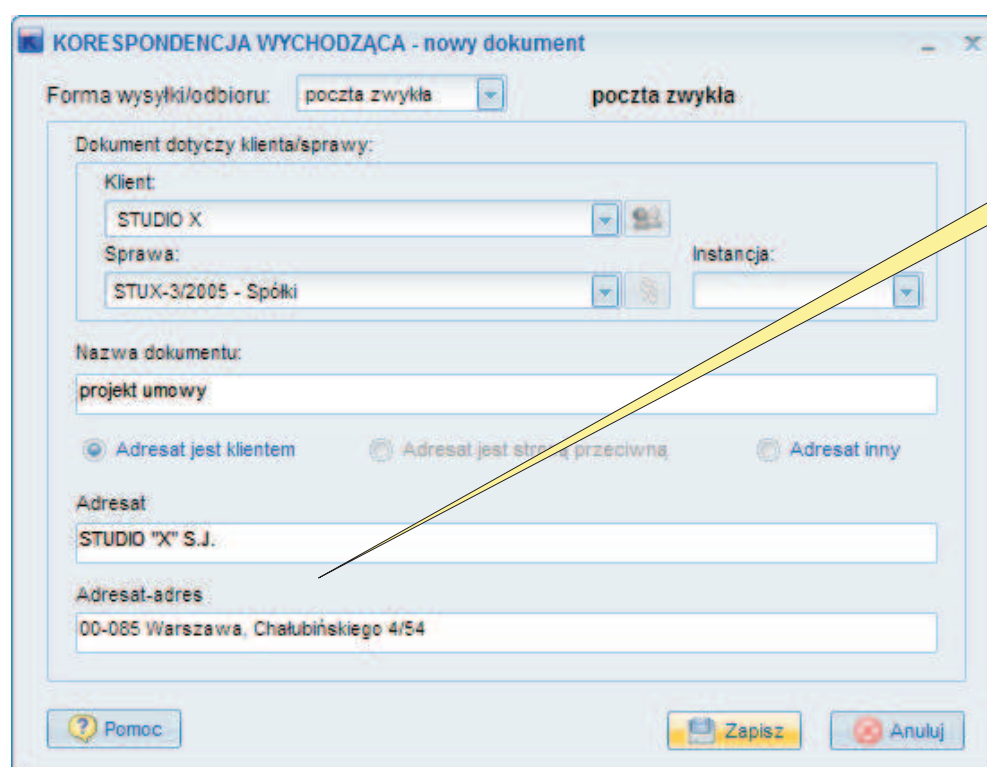 KORESPONDENCJA WYCHODZĄCA - nowy dokument
Forma wysyłki/odbioru: poczta zwykła poczta zwykła
Dokument dotyczy klienta/sprawy:
Klient:
STUDIO X
Sprawa: Instancja:
STUX-3/2005 - Spółki
Nazwa dokumentu:
projekt umowy
Adresat jest klientem Adresat jest stroną przeciwną Adresat inny
Adresat
STUDIO "X" S.J.
Adresat-adres
00-085 Warszawa, Chałubińskiego 4/54
Pomoc Zapisz Anuluj